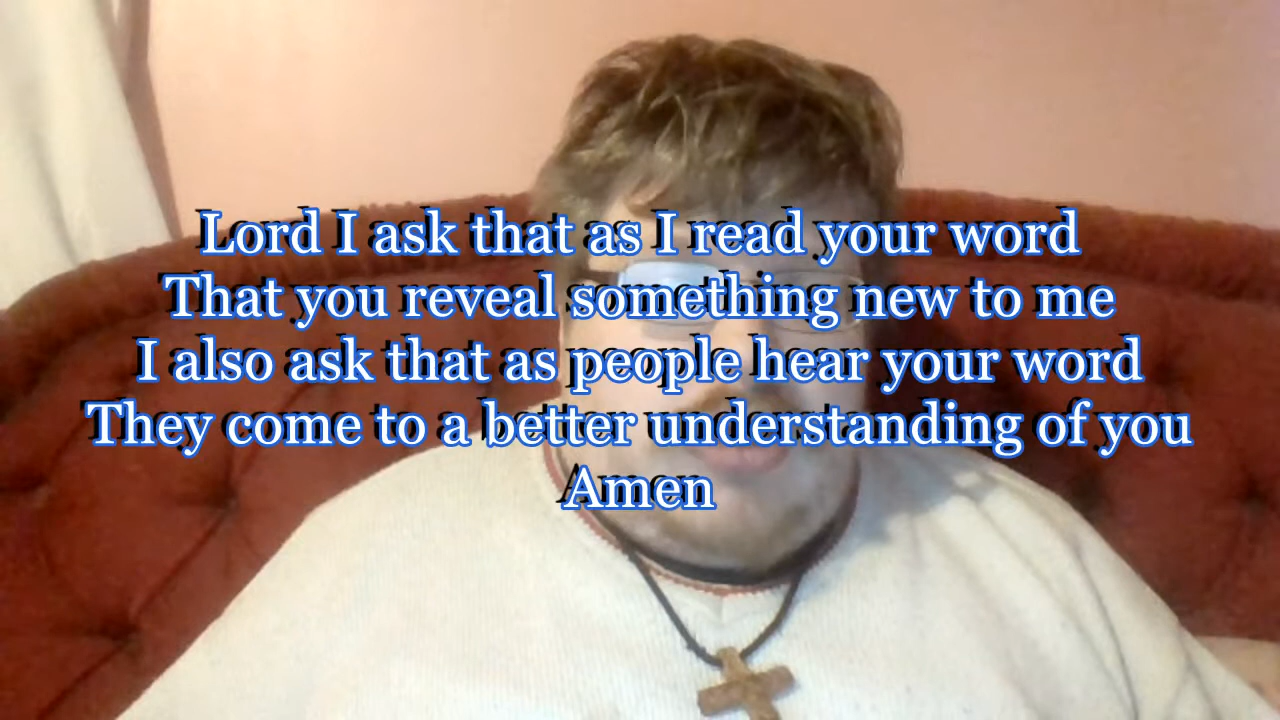 Lord I ask that as I read your word
That you reveal something new to me
I also ask that as people hear your word
They come to a better understanding of you
Amen